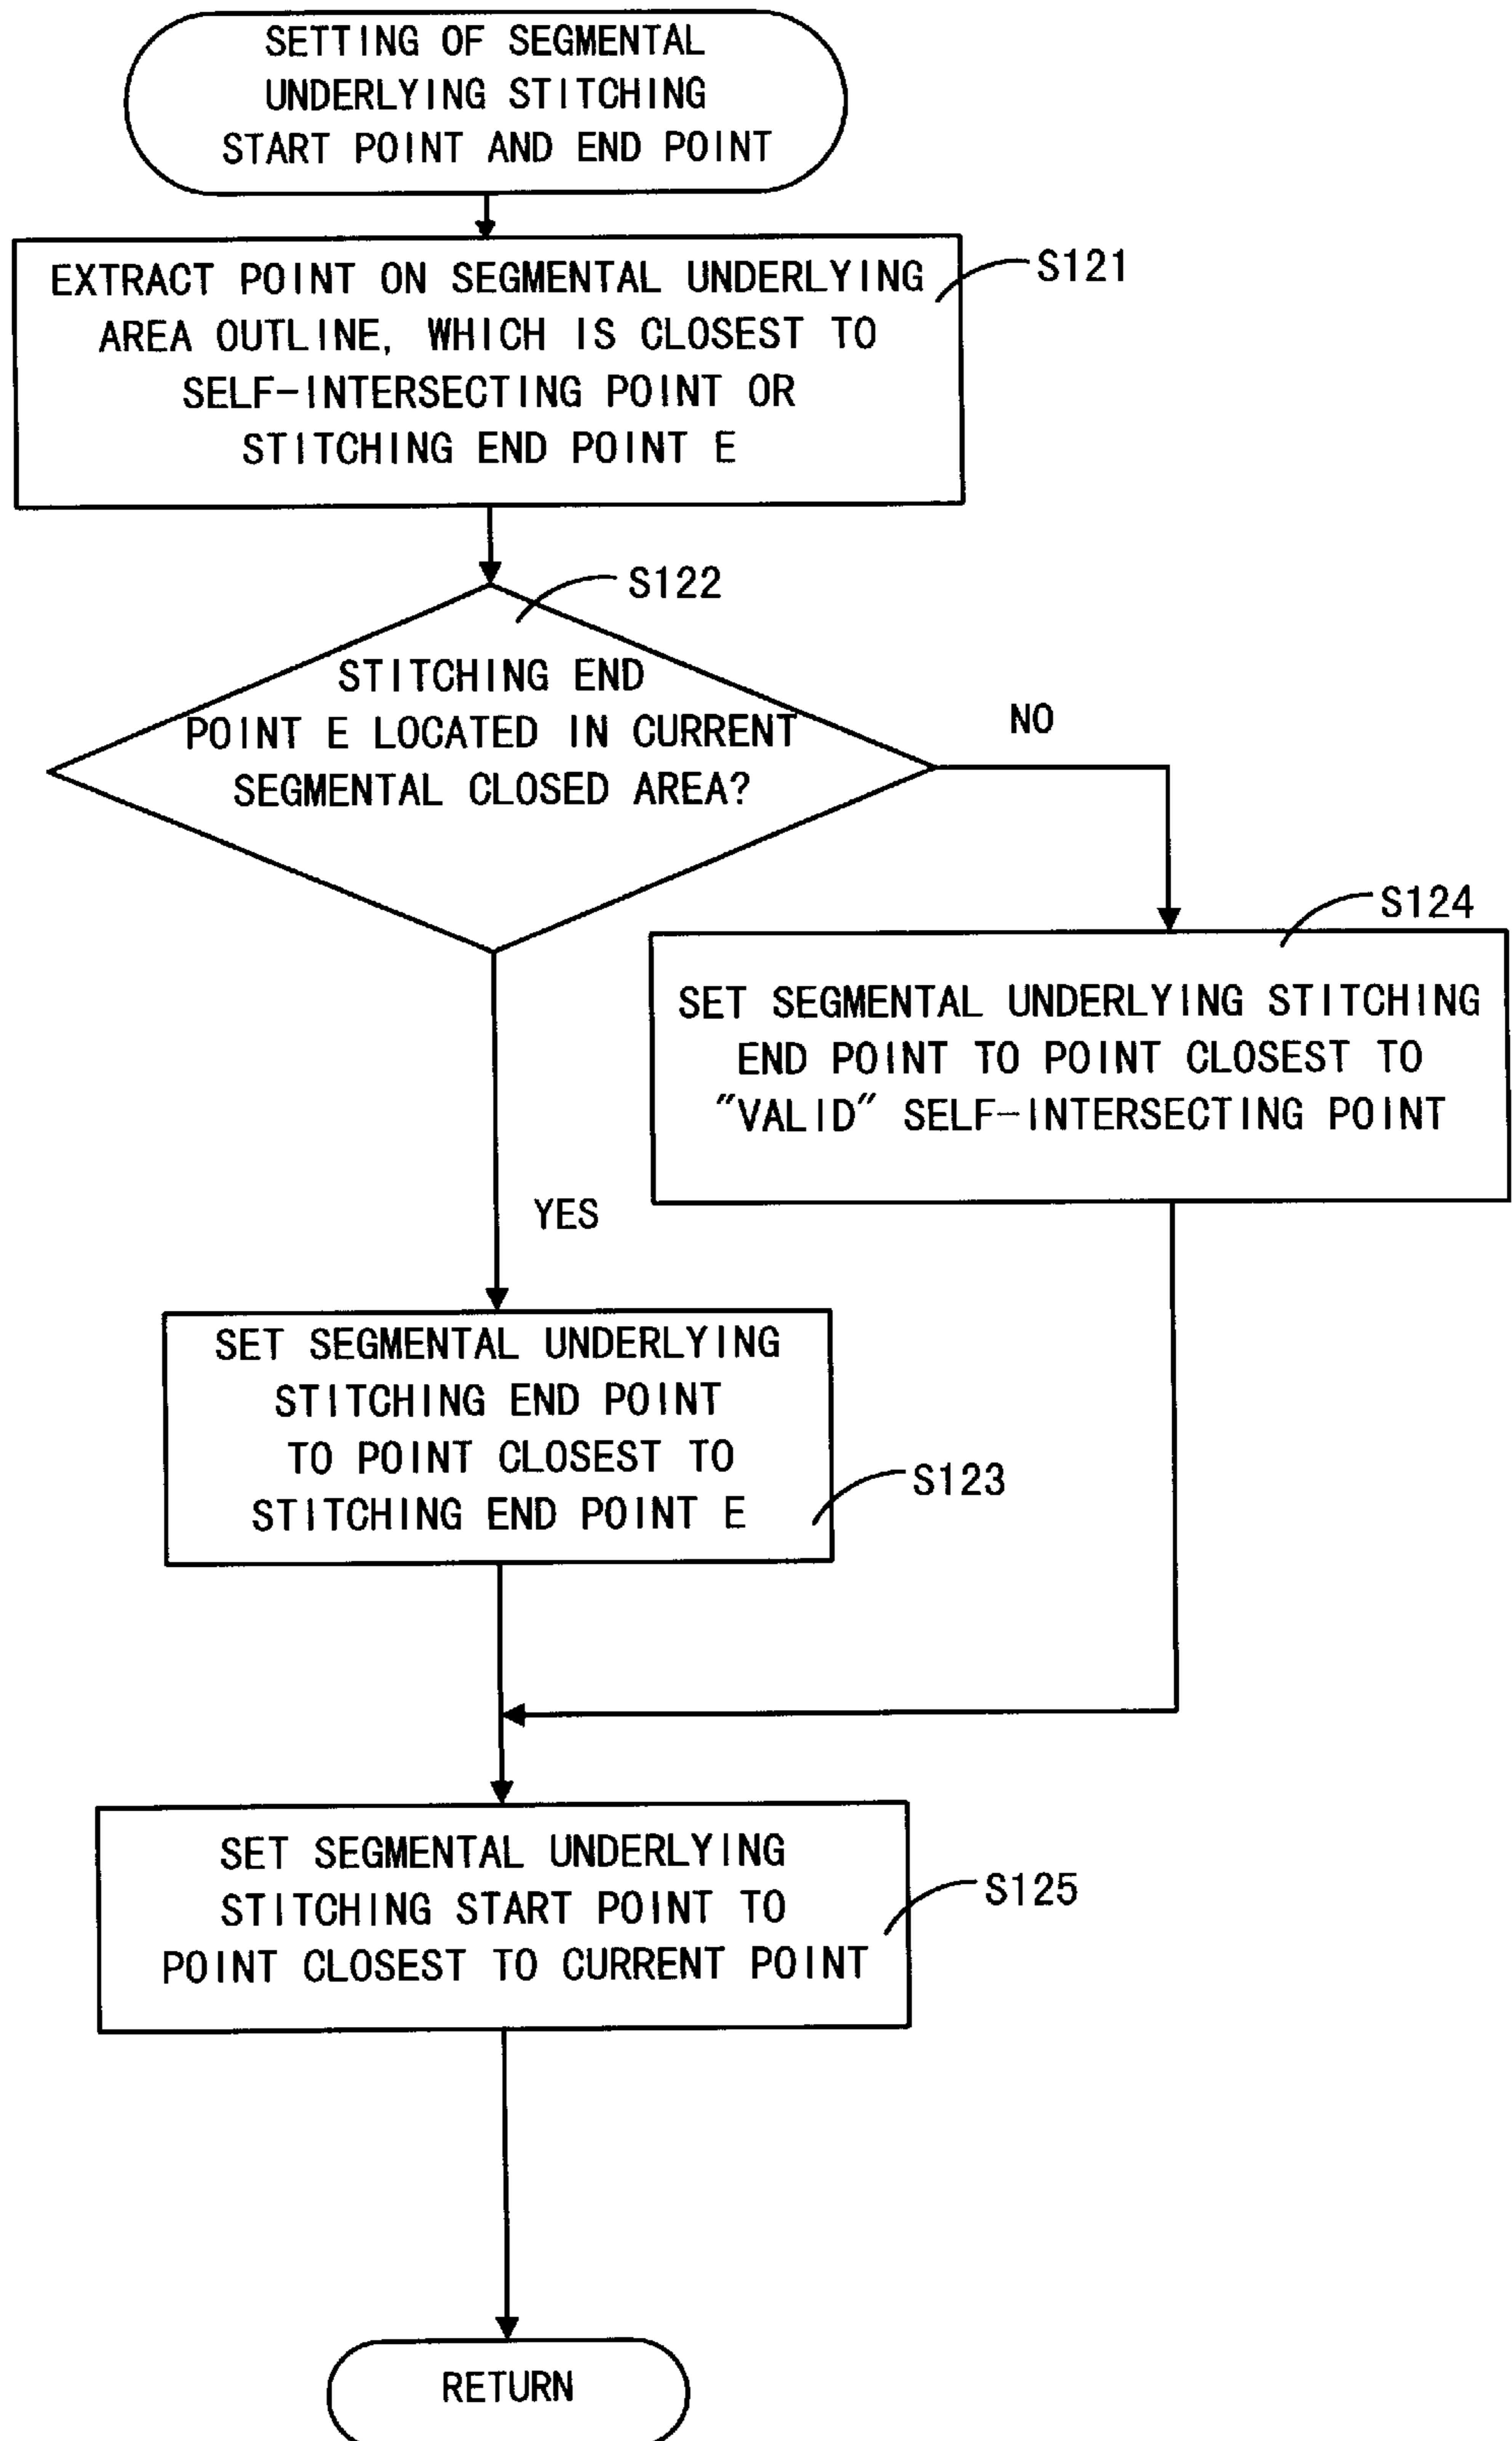 SETTING OF SEGMENTAL
UNDERLYING STITCHING
START POINT AND END POINT
EXTRACT POINT ON SEGMENTAL UNDERLYING
AREA OUTLINE, WHICH IS CLOSEST TO
SELF-INTERSECTING POINT OR
STITCHING END POINT E
S121
S122
STITCHING END
POINT E LOCATED IN CURRENT
SEGMENTAL CLOSED AREA?
NO
S124
SET SEGMENTAL UNDERLYING STITCHING
END POINT TO POINT CLOSEST TO
"VALID" SELF-INTERSECTING POINT
YES
SET SEGMENTAL UNDERLYING
STITCHING END POINT
TO POINT CLOSEST TO
STITCHING END POINT E
S123
SET SEGMENTAL UNDERLYING
STITCHING START POINT TO
POINT CLOSEST TO CURRENT POINT
S125
RETURN